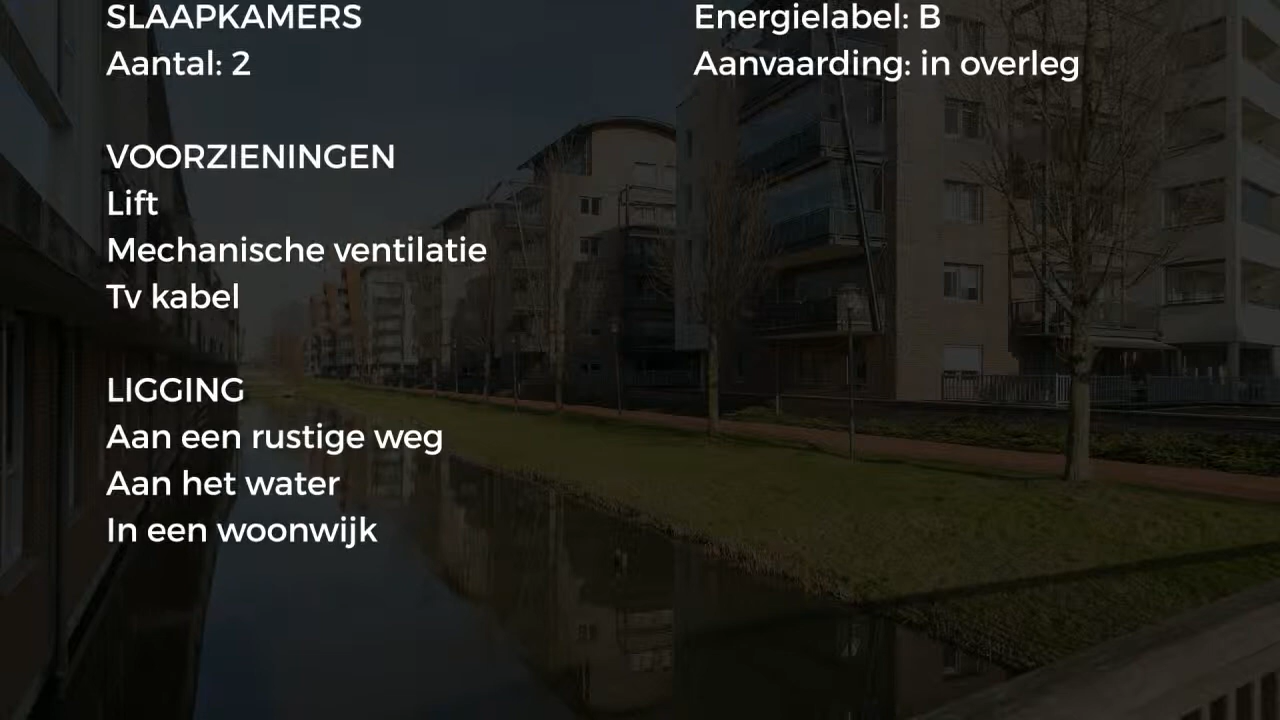 SLAAPKAMERS
Aantal: 2
VOORZIENINGEN
Lift
Mechanische ventilatie
Tv kabel
LIGGING
Aan een rustige weg
Aan het water
In een woonwijk
Energielabel: B
Aanvaarding: in overleg